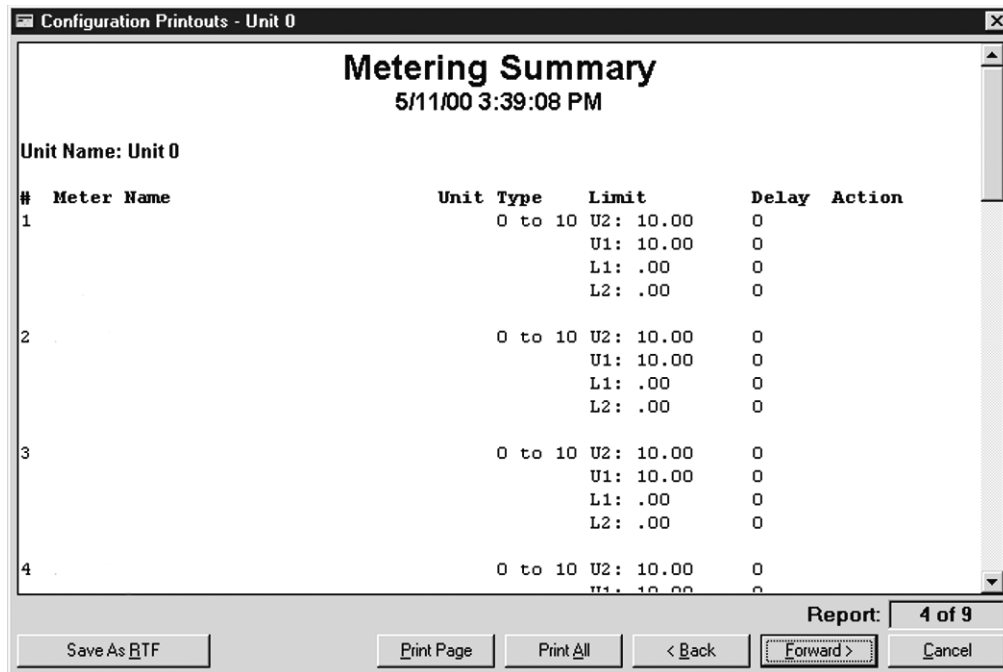 Configuration Printouts - Unit 0
Metering Summary
5/11/00 3:39:08 PM
Unit Name: Unit 0
# Meter Name Unit Type Limit Delay Action
1 0 to 10 U2: 10.00 0
U1: 10.00 0
L1: .00 0
L2: .00 0
2 0 to 10 U2: 10.00 0
U1: 10.00 0
L1: .00 0
L2: .00 0
3 0 to 10 U2: 10.00 0
U1: 10.00 0
L1: .00 0
L2: .00 0
4 0 to 10 U2: 10.00 0
U1: 10.00 0
Report: 4 of 9
Save As RTF Print Page Print All < Back Forward > Cancel